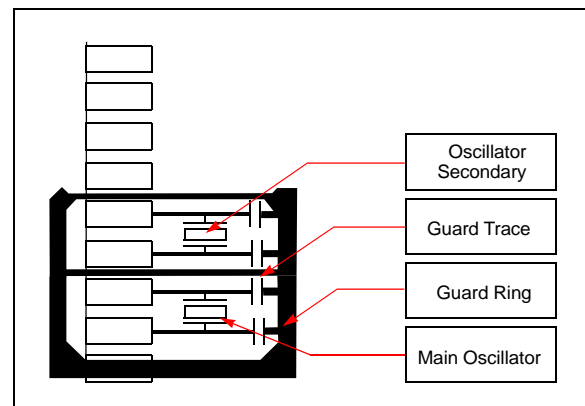 Oscillator
Secondary
Guard Trace
Guard Ring
Main Oscillator